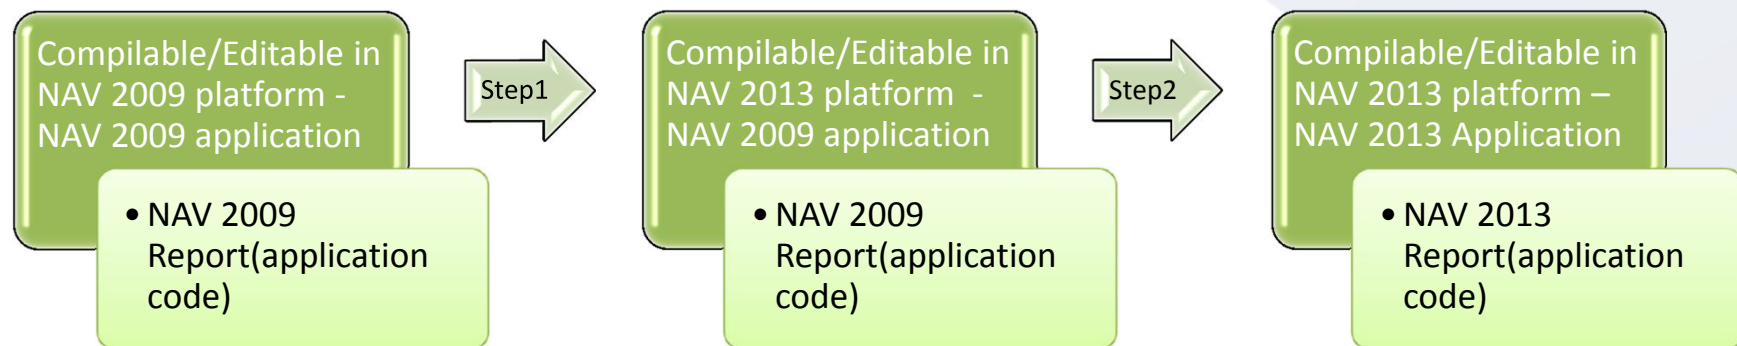 Compilable/Editable in
NAV 2009 platform -
NAV 2009 application
• NAV 2009
Report(application
code)
Step1
Compilable/Editable in
NAV 2013 platform  -
NAV 2009 application
• NAV 2009
Report(application
code)
Step2
Compilable/Editable in
NAV 2013 platform –
NAV 2013 Application
• NAV 2013
Report(application
code)